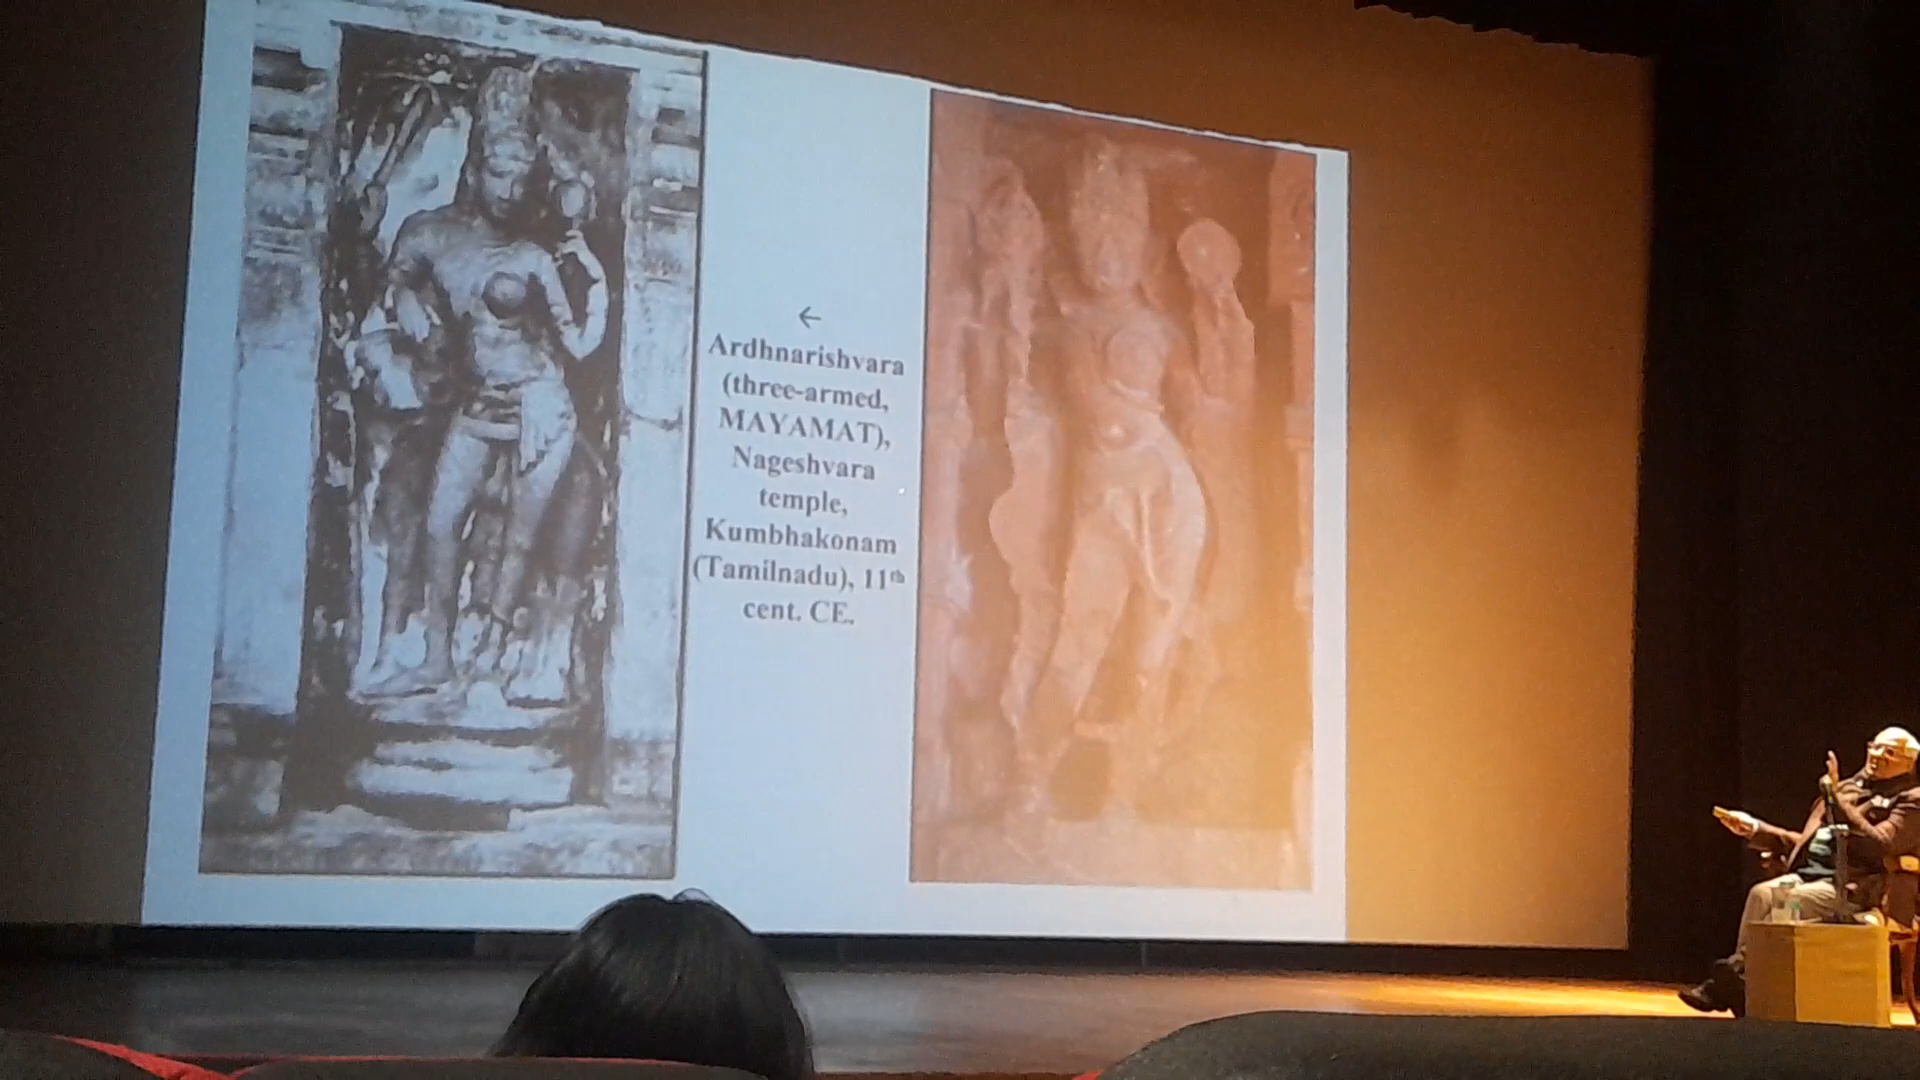 ←
Ardhnarishvara
(three-armed,
MAYAMAT),
Nageshvara
temple,
Kumbhakonam
(Tamilnadu), 11th
cent. CE.